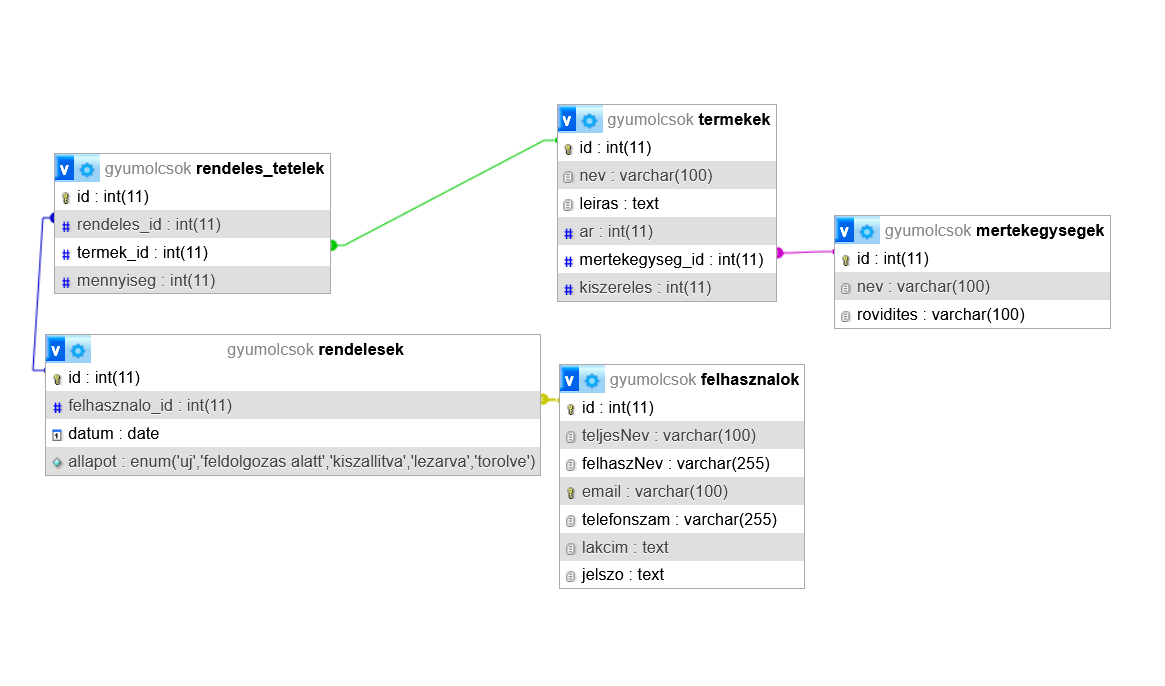 v gyumolcsok rendeles_tetelek
id : int(11)
# rendeles_id : int(11)
# termek_id : int(11)
# mennyiseg : int(11)
v gyumolcsok termekek
id : int(11)
nev : varchar(100)
leiras : text
# ar : int(11)
# mertekegyseg_id : int(11)
# kiszereles : int(11)
v gyumolcsok mertekegysegek
id : int(11)
nev : varchar(100)
rovidites : varchar(100)
v gyumolcsok rendelesek
id : int(11)
# felhasznalo_id : int(11)
datum : date
allapot : enum('uj','feldolgozas alatt','kiszallitva','lezarva','torolve')
v gyumolcsok felhasznalok
id : int(11)
teljesNev : varchar(100)
felhaszNev : varchar(255)
email : varchar(100)
telefonszam : varchar(255)
lakcim : text
jelszo : text